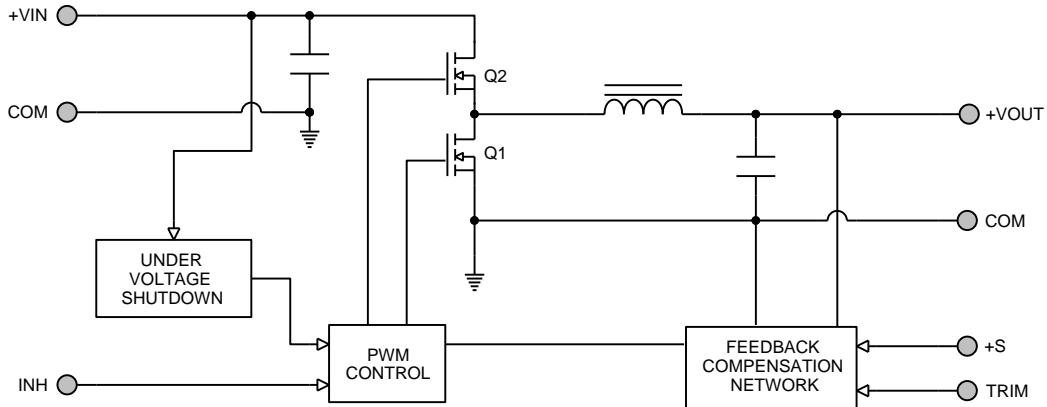 +VIN
Q2
COM
+VOUT
Q1
COM
UNDER
VOLTAGE
SHUTDOWN
PWM
CONTROL
FEEDBACK
COMPENSATION
NETWORK
+S
INH
TRIM